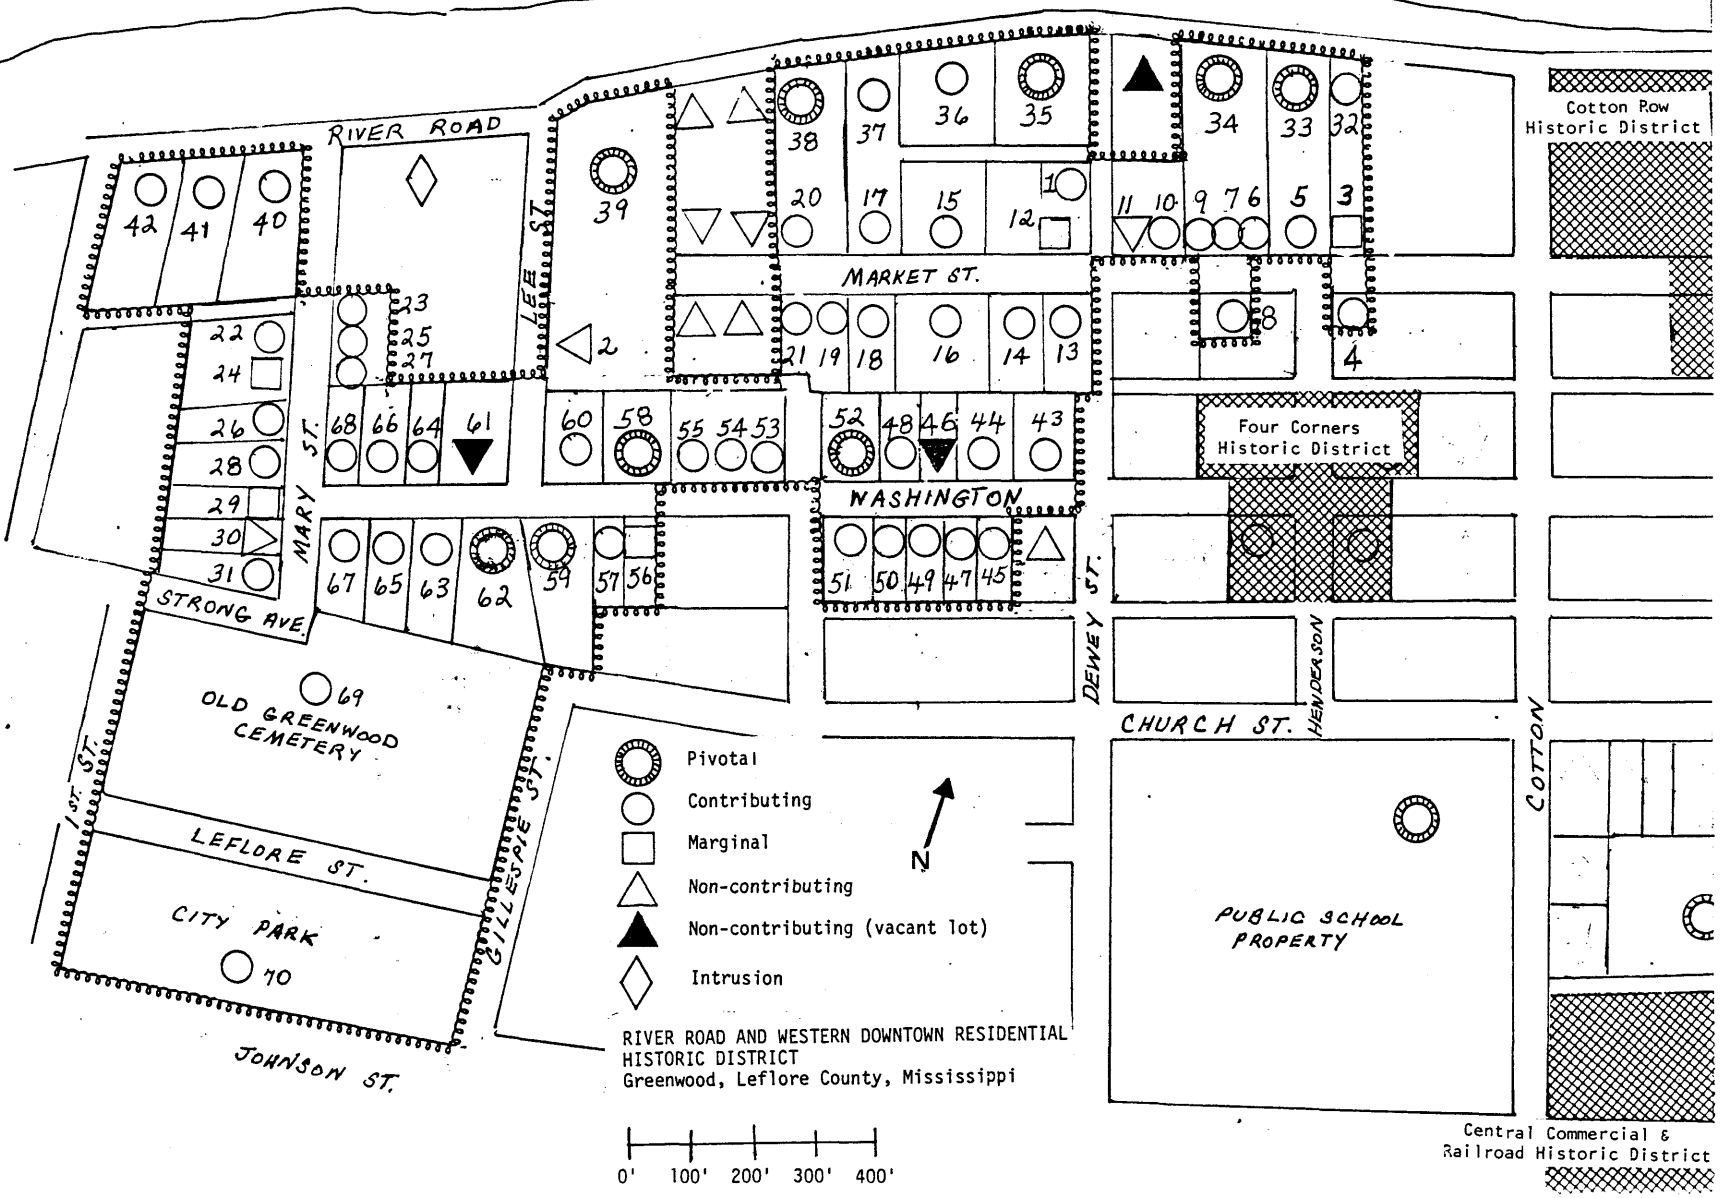 Cotton Row
Historic District
RIVER ROAD
38 37 36 35 34 33 32
42 41 40 39
20 17 15 1 12 11 10 9 7 6 5 3
MARKET ST.
LEE ST
23
25
27
2
22
24
26
28
29
30
31
21 19 18 16 14 13 8 4
MARY ST.
68 66 64 61 60 58 55 54 53 52 48 46 44 43
Four Corners
Historic District
WASHINGTON
67 65 63 62 59 57 56 51 50 49 47 45
STRONG AVE.
DEWEY ST.
HENDERSON
69
OLD GREENWOOD
CEMETERY
CHURCH ST.
COTTON
1ST. ST.
LEFLORE ST.
GILLESPIE ST.
CITY PARK
70
JOHNSON ST.
Pivotal
Contributing
Marginal
Non-contributing
Non-contributing (vacant lot)
Intrusion
N
PUBLIC SCHOOL
PROPERTY
RIVER ROAD AND WESTERN DOWNTOWN RESIDENTIAL
HISTORIC DISTRICT
Greenwood, Leflore County, Mississippi
0' 100' 200' 300' 400'
Central Commercial &
Railroad Historic District